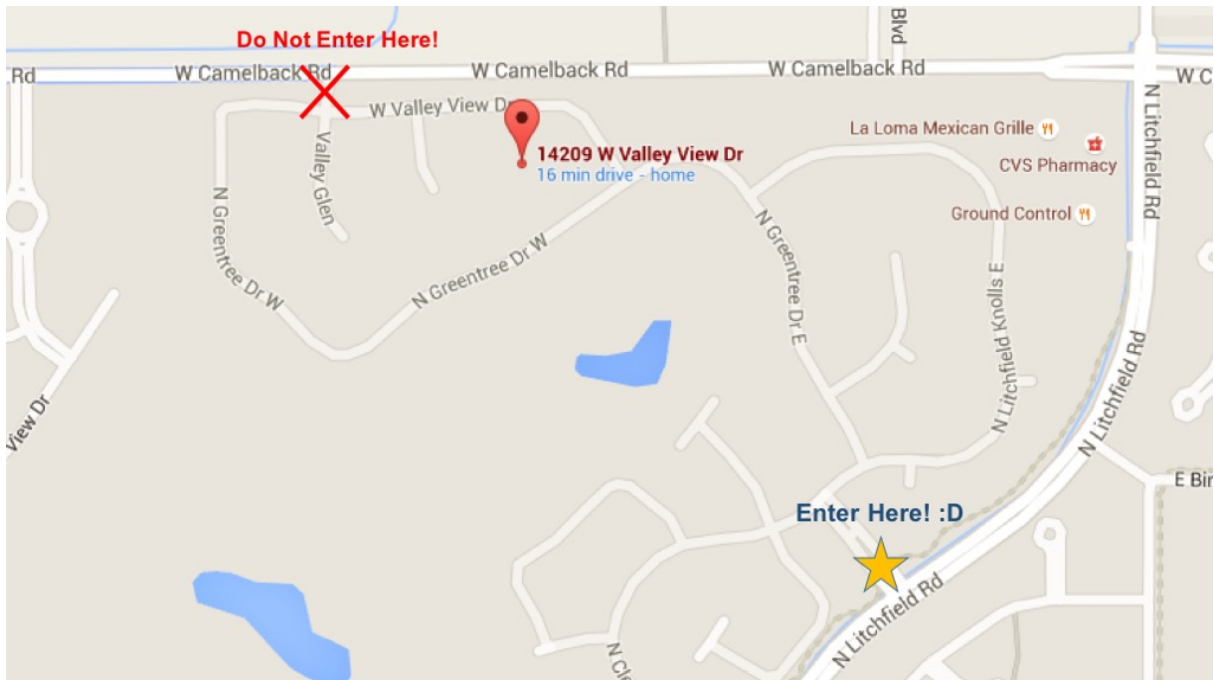 Do Not Enter Here!
Blvd
Rd
W Camelback Rd
W Camelback Rd
W Camelback Rd
W C
W Valley View Dr
N Litchfield Rd
La Loma Mexican Grille
CVS Pharmacy
14209 W Valley View Dr
16 min drive - home
Valley Glen
Ground Control
N Greentree Dr W
N Greentree Dr W
N Greentree Dr E
N Litchfield Knolls E
N Litchfield Rd
View Dr
E Bir
Enter Here! :D
N Litchfield Rd
N Cle